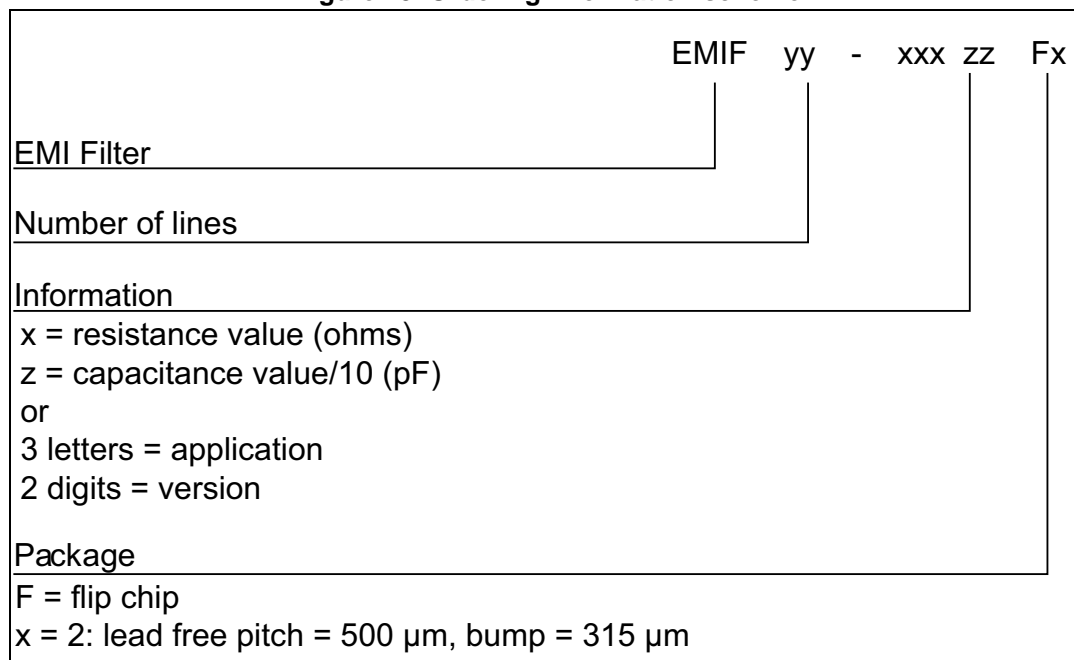 EMIF yy - xxx zz Fx
EMI Filter
Number of lines
Information
x = resistance value (ohms)
z = capacitance value/10 (pF)
or
3 letters = application
2 digits = version
Package
F = flip chip
x = 2: lead free pitch = 500 µm, bump = 315 µm